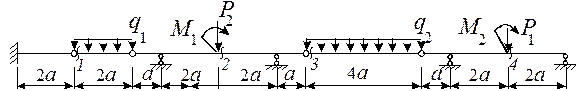 q₁ M₁ P₂ q₂ M₂ P₁
1 2 3 4
2a 2a a 2a 2a a 4a a 2a 2a